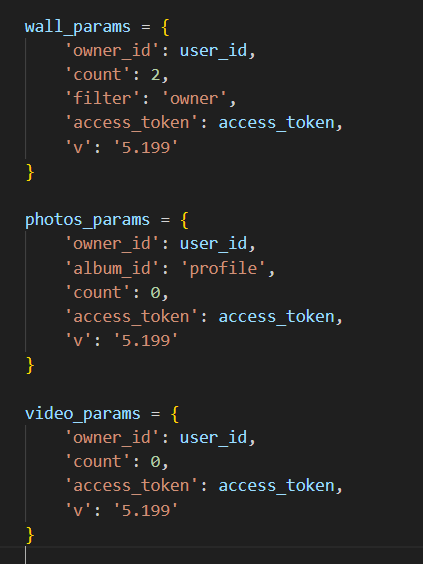 wall_params = {
    'owner_id': user_id,
    'count': 2,
    'filter': 'owner',
    'access_token': access_token,
    'v': '5.199'
}
photos_params = {
    'owner_id': user_id,
    'album_id': 'profile',
    'count': 0,
    'access_token': access_token,
    'v': '5.199'
}
video_params = {
    'owner_id': user_id,
    'count': 0,
    'access_token': access_token,
    'v': '5.199'
}